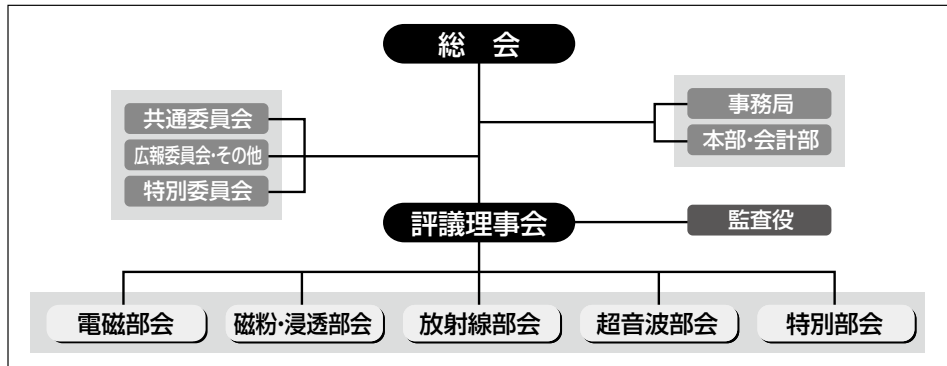 総　会
共通委員会
広報委員会・その他
特別委員会
事務局
本部・会計部
評議理事会
監査役
電磁部会
磁粉・浸透部会
放射線部会
超音波部会
特別部会